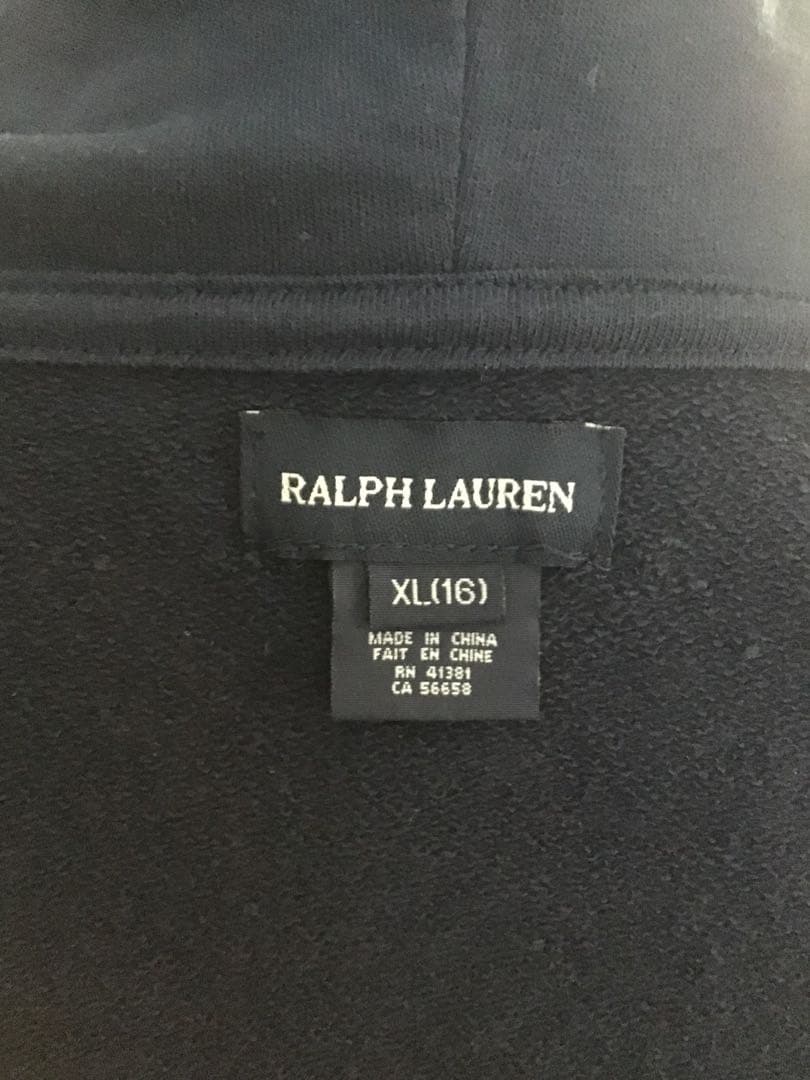 RALPH LAUREN
XL(16)
MADE IN CHINA
FAIT EN CHINE
RN 41381
CA 56658